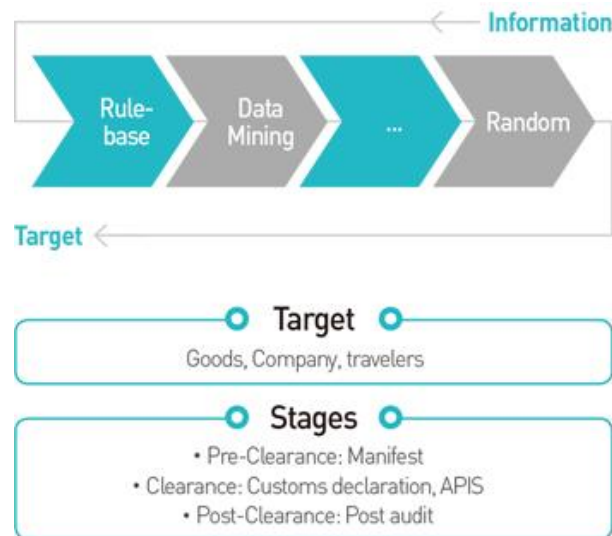 Information
Rule-
base
Data
Mining
...
Random
Target
Target
Goods, Company, travelers
Stages
• Pre-Clearance: Manifest
• Clearance: Customs declaration, APIS
• Post-Clearance: Post audit